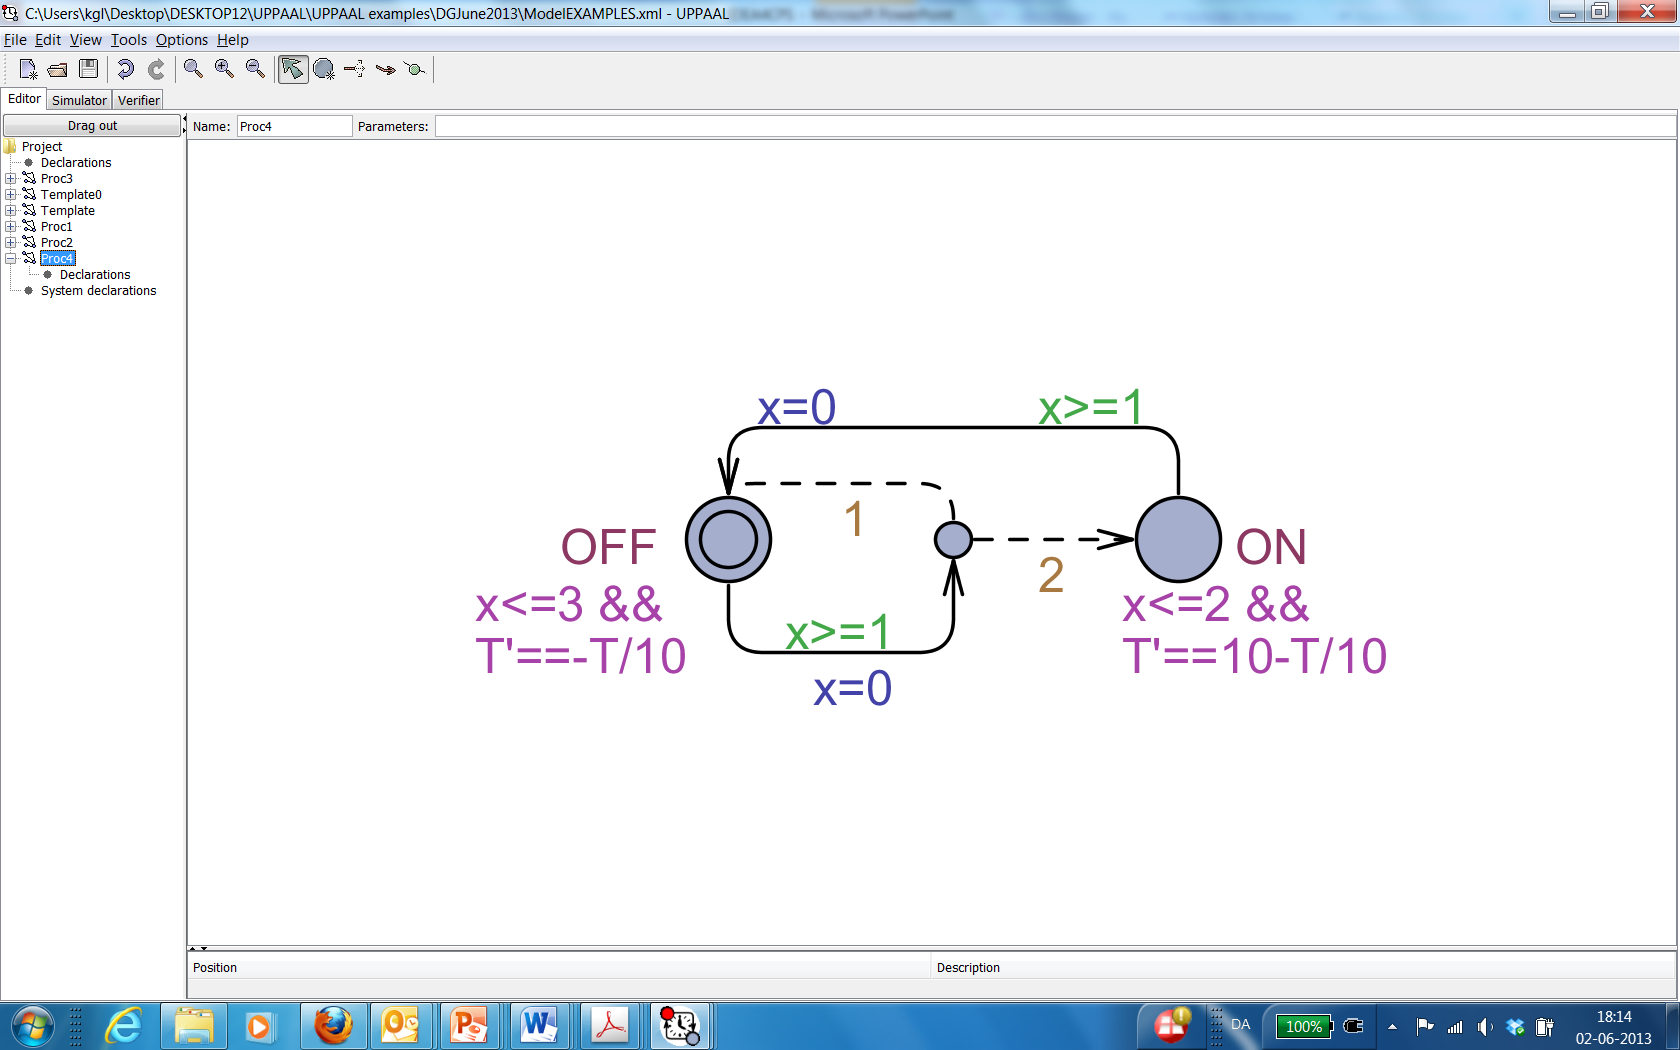 C:\Users\kgl\Desktop\DESKTOP12\UPPAAL\UPPAAL examples\DGJune2013\ModelEXAMPLES.xml - UPPAAL
File Edit View Tools Options Help
Editor Simulator Verifier
Drag out
Name: Proc4 Parameters:
Project
Declarations
Proc3
Template0
Template
Proc1
Proc2
Proc4
Declarations
System declarations
x=0 x>=1
1
OFF
ON
2
x<=3 &&
T'==-T/10
x<=2 &&
T'==10-T/10
x>=1
x=0
Position Description
DA
100%
18:14
02-06-2013